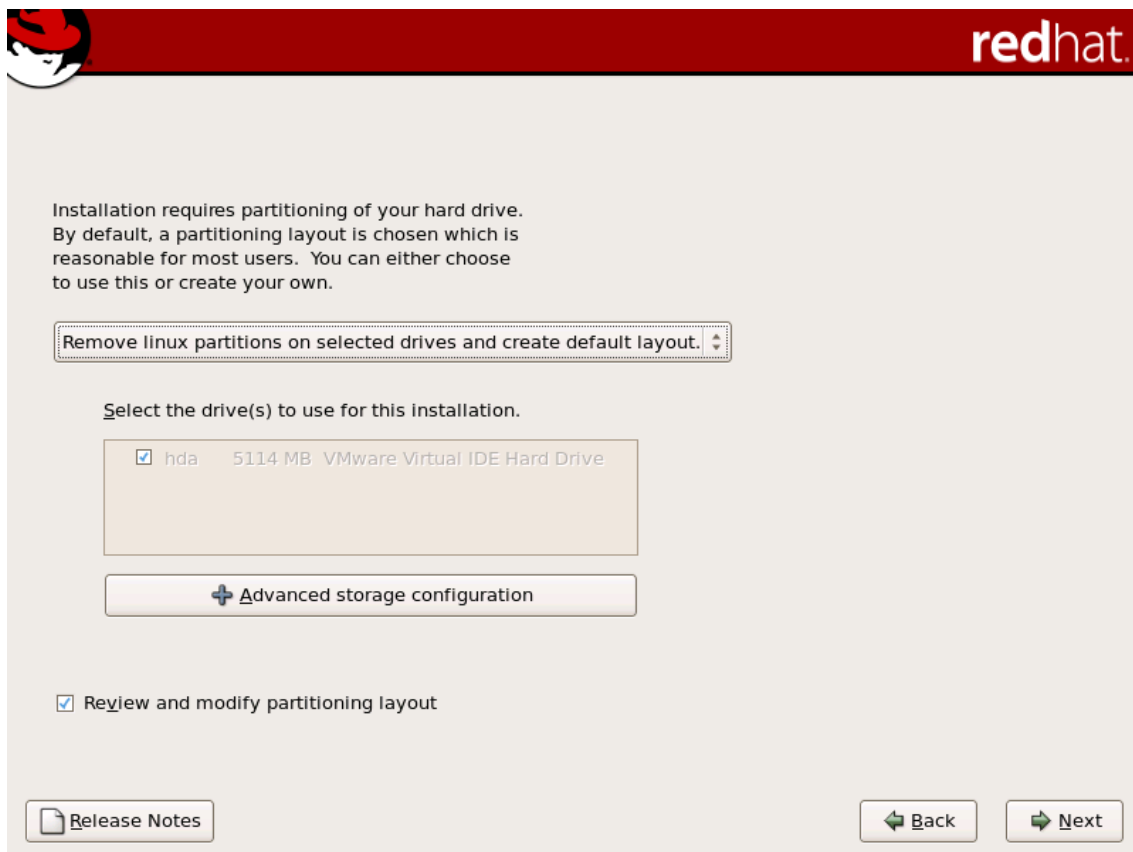 redhat.
Installation requires partitioning of your hard drive.
By default, a partitioning layout is chosen which is
reasonable for most users.  You can either choose
to use this or create your own.
Remove linux partitions on selected drives and create default layout.
Select the drive(s) to use for this installation.
hda 5114 MB VMware Virtual IDE Hard Drive
Advanced storage configuration
Review and modify partitioning layout
Release Notes
Back
Next